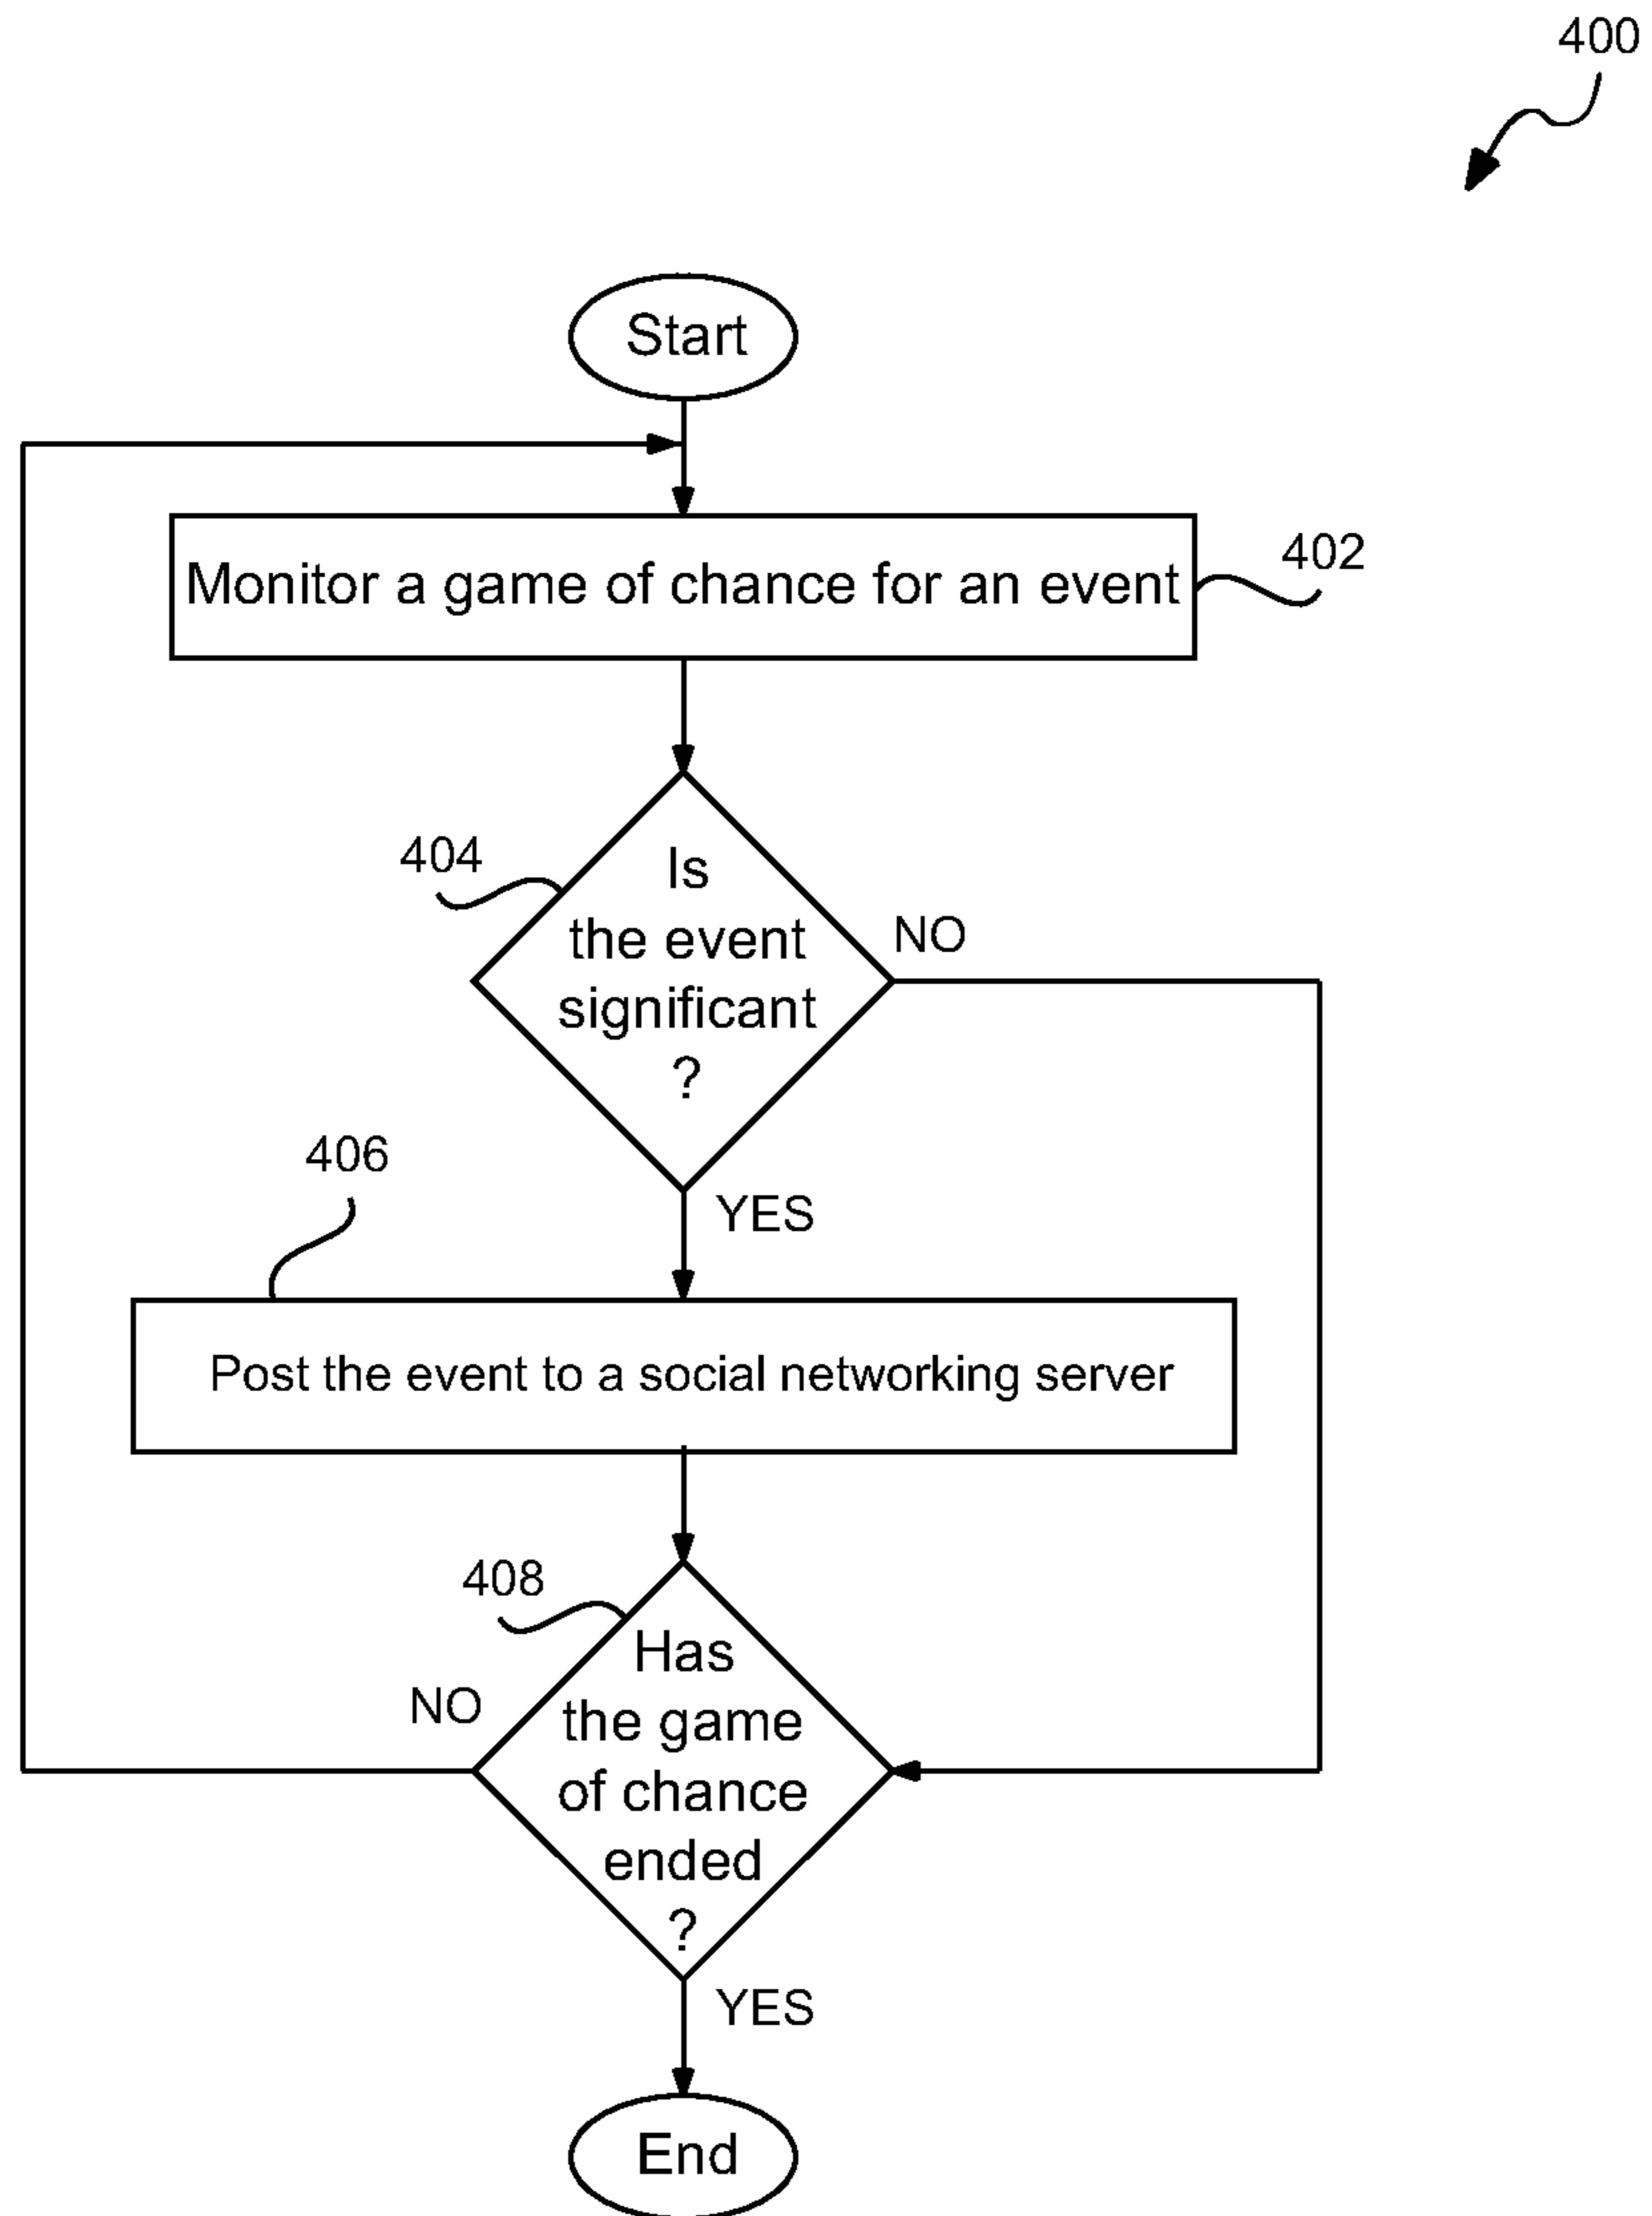 400
Start
Monitor a game of chance for an event
402
404
Is
the event
significant
?
NO
YES
406
Post the event to a social networking server
408
Has
the game
of chance
ended
?
NO
YES
End